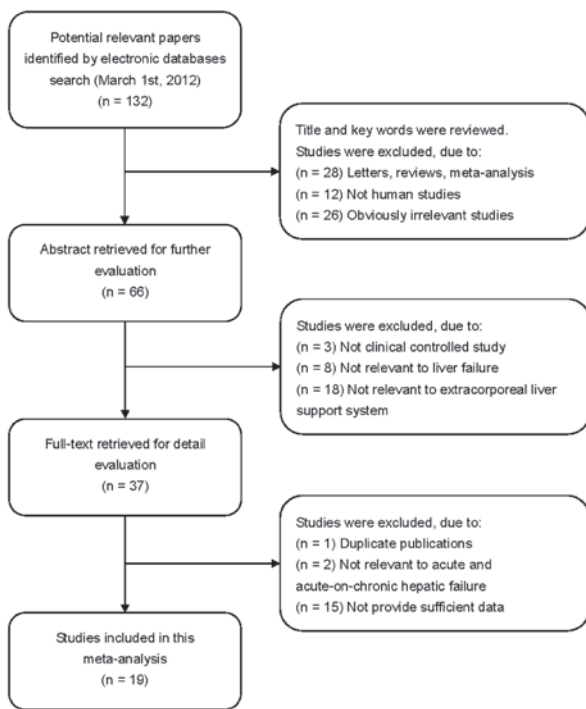 Potential relevant papers
identified by electronic databases
search (March 1st, 2012)
(n = 132)
Title and key words were reviewed.
Studies were excluded, due to:
(n = 28) Letters, reviews, meta-analysis
(n = 12) Not human studies
(n = 26) Obviously irrelevant studies
Abstract retrieved for further
evaluation
(n = 66)
Studies were excluded, due to:
(n = 3) Not clinical controlled study
(n = 8) Not relevant to liver failure
(n = 18) Not relevant to extracorporeal liver
support system
Full-text retrieved for detail
evaluation
(n = 37)
Studies were excluded, due to:
(n = 1) Duplicate publications
(n = 2) Not relevant to acute and
acute-on-chronic hepatic failure
(n = 15) Not provide sufficient data
Studies included in this
meta-analysis
(n = 19)